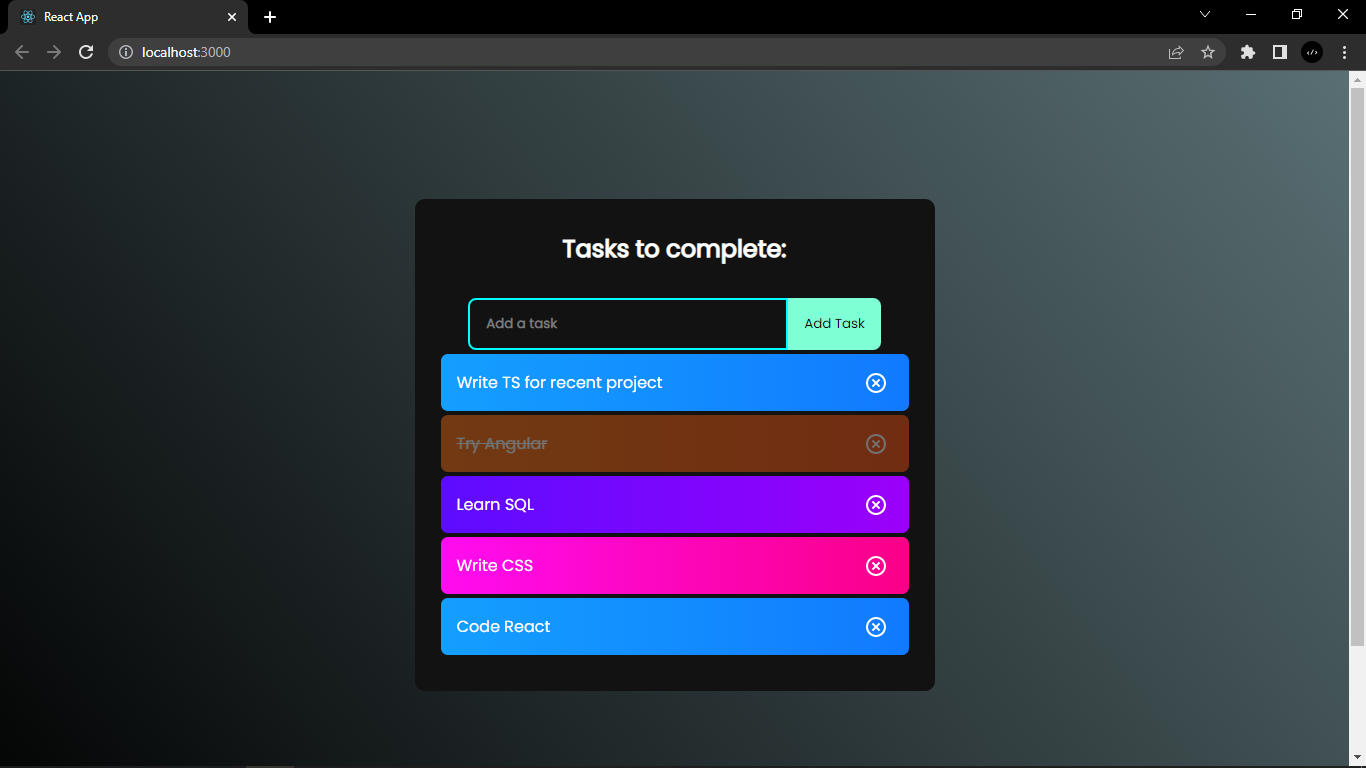 React App
localhost:3000
Tasks to complete:
Add a task
Add Task
Write TS for recent project
Try Angular
Learn SQL
Write CSS
Code React